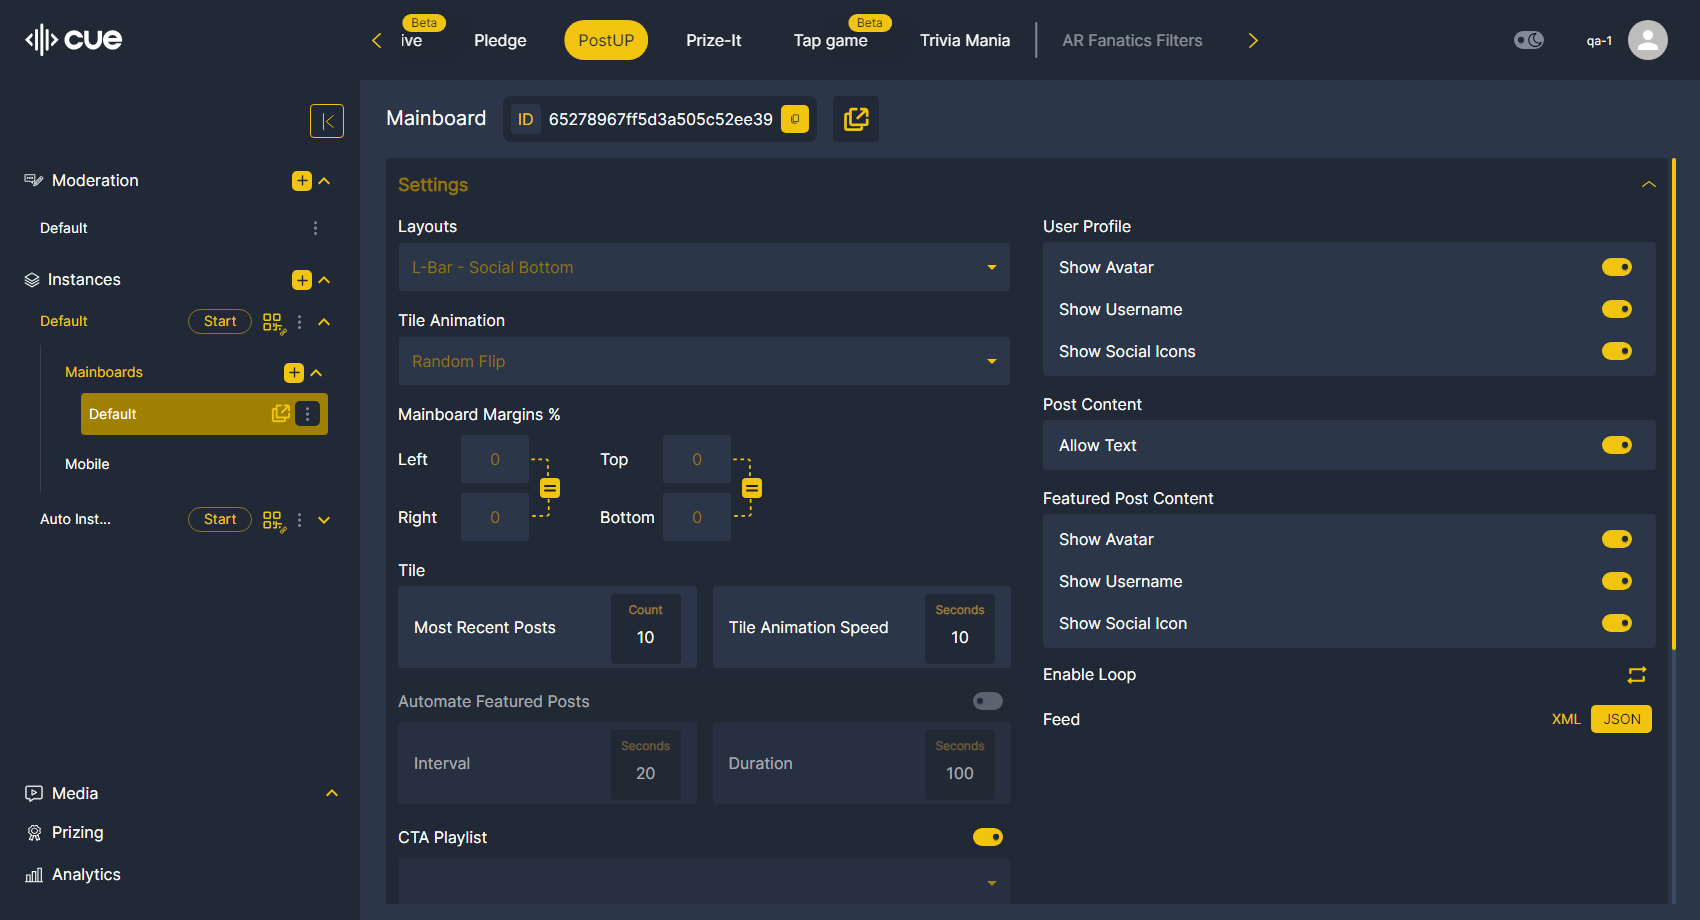 cue
Beta
ive
Pledge
PostUP
Prize-It
Beta
Tap game
Trivia Mania
AR Fanatics Filters
qa-1
Moderation
Default
Instances
Default
Start
Mainboards
Default
Mobile
Auto Inst...
Start
Media
Prizing
Analytics
Mainboard
ID
65278967ff5d3a505c52ee39
Settings
Layouts
L-Bar - Social Bottom
Tile Animation
Random Flip
Mainboard Margins %
Left
0
Top
0
Right
0
Bottom
0
Tile
Most Recent Posts
Count
10
Tile Animation Speed
Seconds
10
Automate Featured Posts
Interval
Seconds
20
Duration
Seconds
100
CTA Playlist
User Profile
Show Avatar
Show Username
Show Social Icons
Post Content
Allow Text
Featured Post Content
Show Avatar
Show Username
Show Social Icon
Enable Loop
Feed
XML
JSON